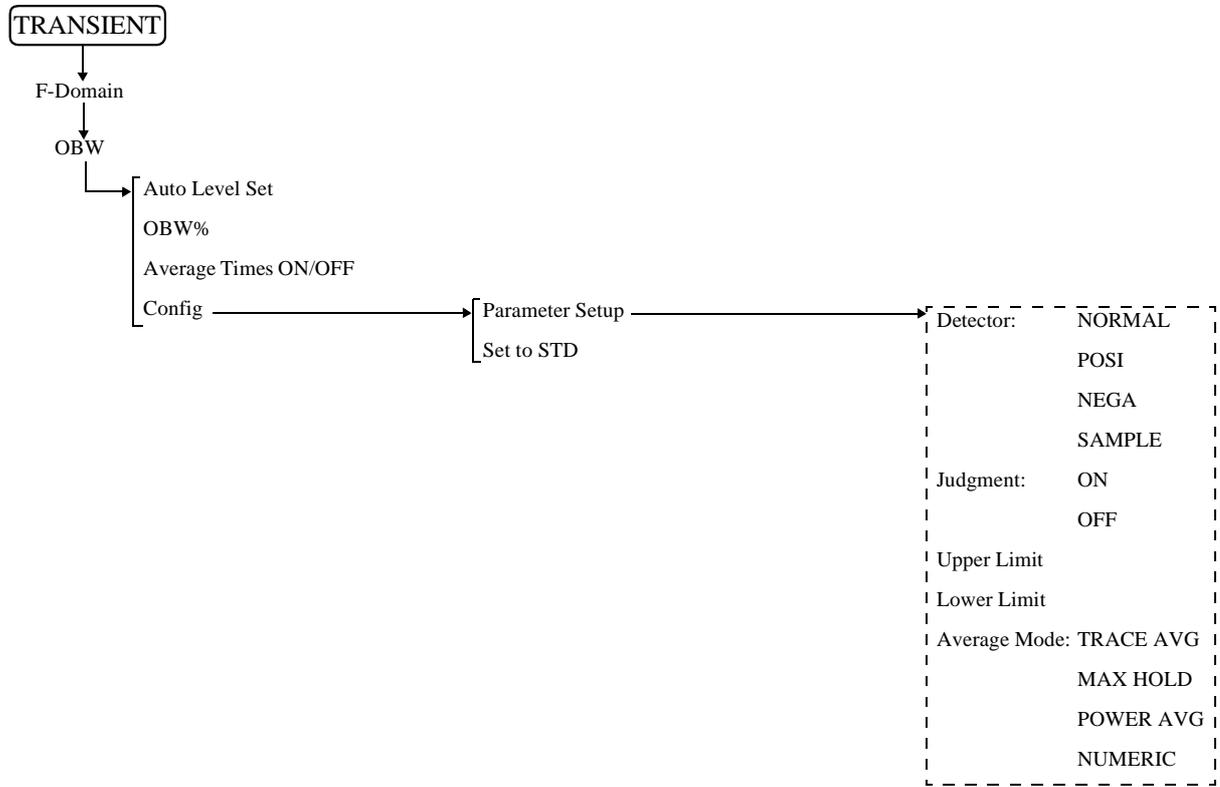 TRANSIENT
F-Domain
OBW
Auto Level Set
OBW%
Average Times ON/OFF
Config
Parameter Setup
Set to STD
Detector: NORMAL
POSI
NEGA
SAMPLE
Judgment: ON
OFF
Upper Limit
Lower Limit
Average Mode: TRACE AVG
MAX HOLD
POWER AVG
NUMERIC